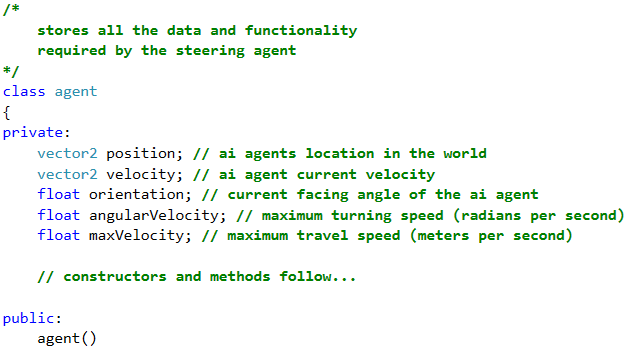 /*
    stores all the data and functionality
    required by the steering agent
*/
class agent
{
private:
    vector2 position; // ai agents location in the world
    vector2 velocity; // ai agent current velocity
    float orientation; // current facing angle of the ai agent
    float angularVelocity; // maximum turning speed (radians per second)
    float maxVelocity; // maximum travel speed (meters per second)

    // constructors and methods follow...

public:
    agent()